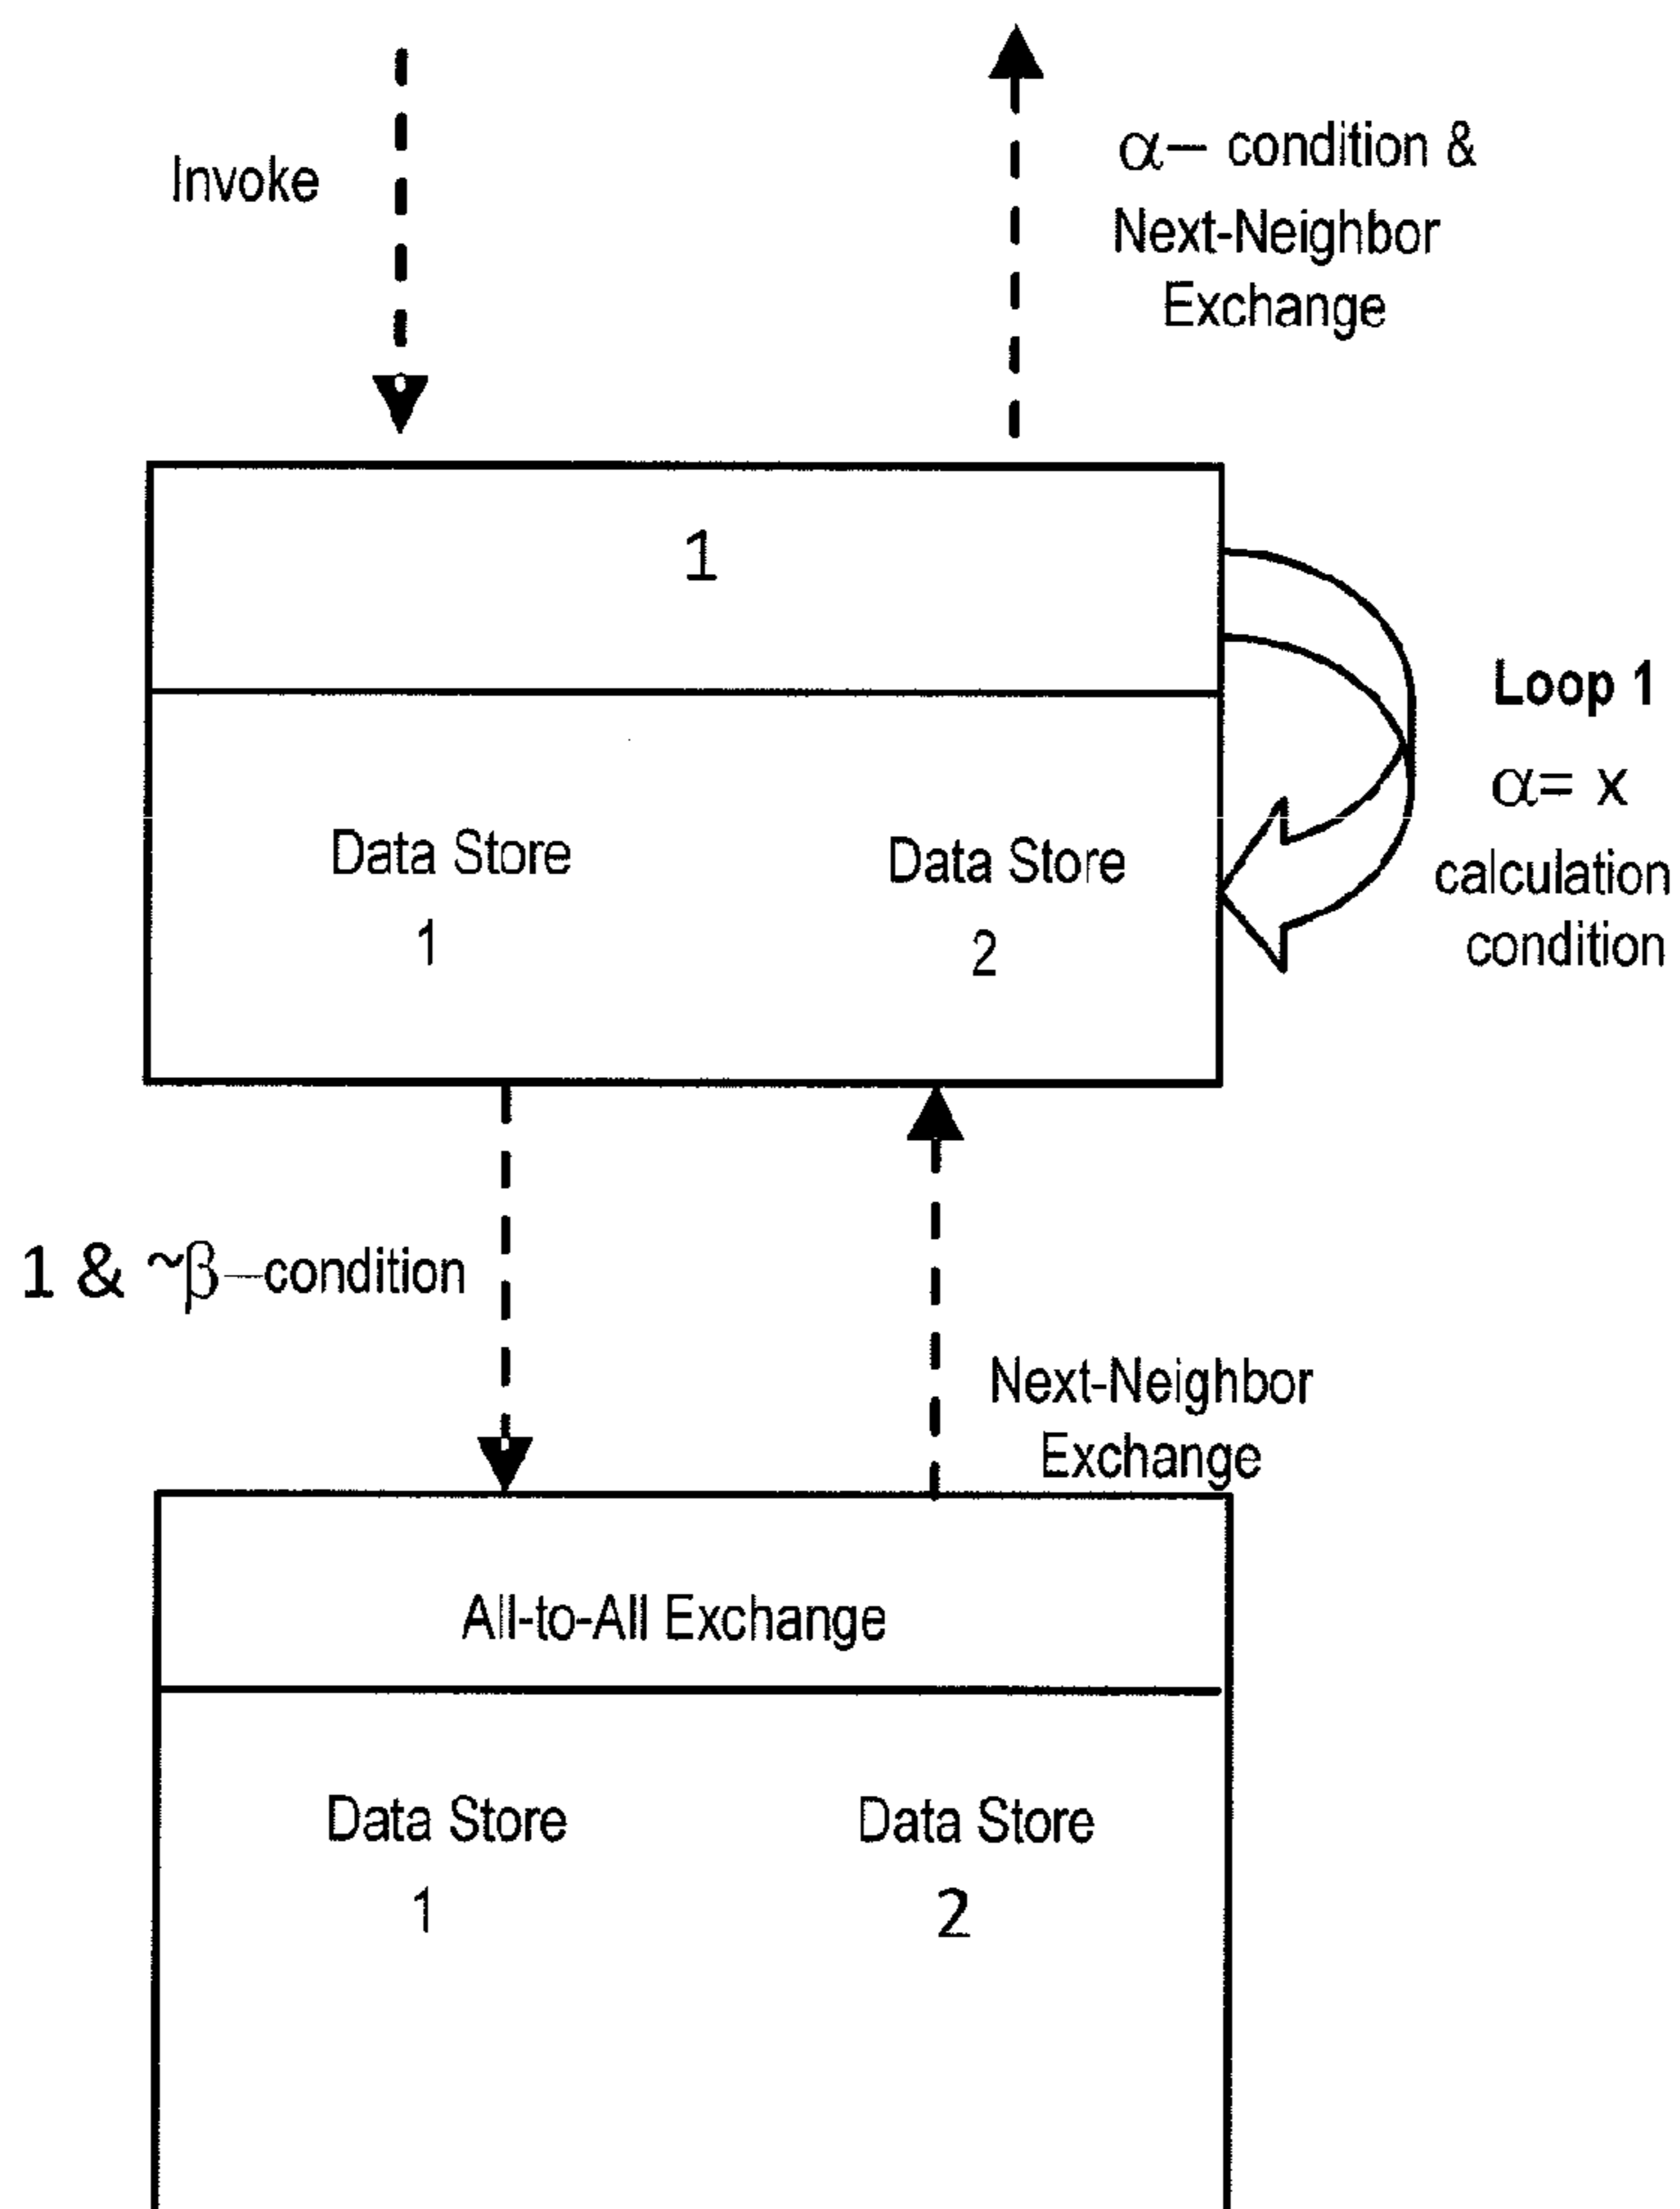 Invoke
α– condition &
Next-Neighbor
Exchange
1
Loop 1
α= x
calculation
condition
Data Store
1
Data Store
2
1 & ~β–condition
Next-Neighbor
Exchange
All-to-All Exchange
Data Store
1
Data Store
2